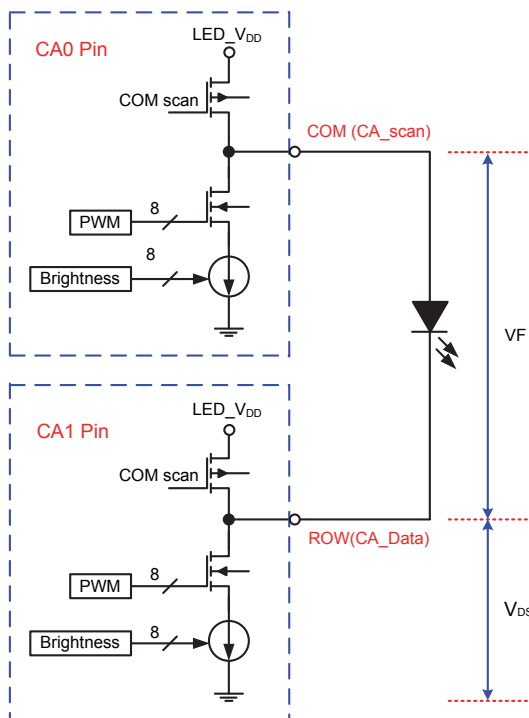 LED_VDD
CA0 Pin
COM scan
COM (CA_scan)
8
PWM
8
Brightness
VF
LED_VDD
CA1 Pin
COM scan
ROW(CA_Data)
8
PWM
VDS
8
Brightness